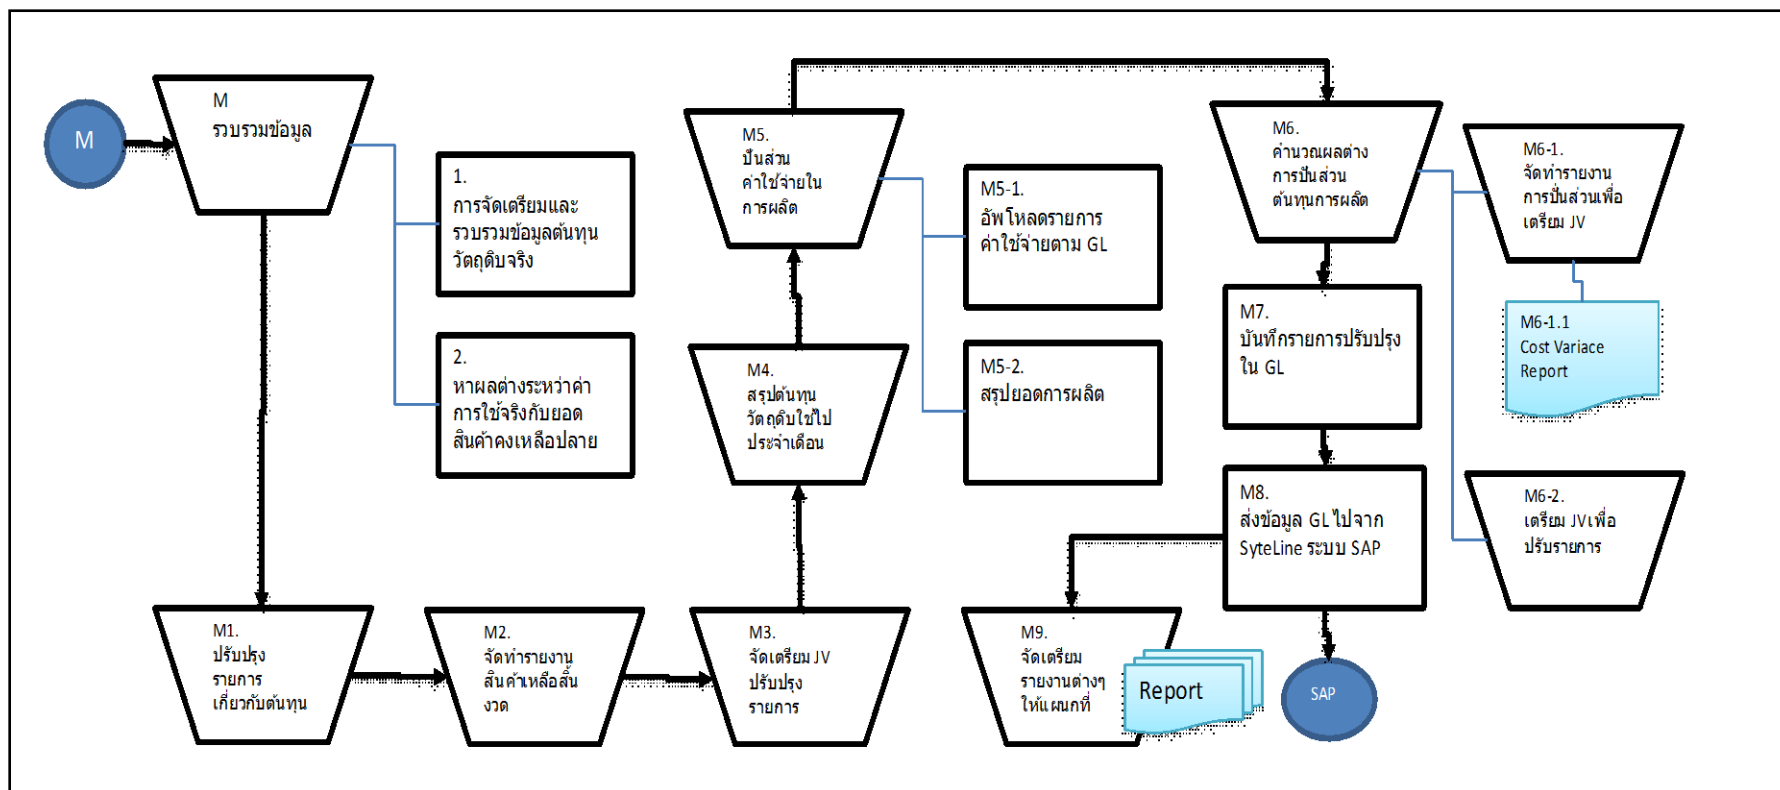 M
M
รวบรวมข้อมูล
1.
การจัดเตรียมและ
รวบรวมข้อมูลต้นทุน
วัตถุดิบจริง
2.
หาผลต่างระหว่าค่า
การใช้จริงกับยอด
สินค้าคงเหลือปลาย
M1.
ปรับปรุง
รายการ
เกี่ยวกับต้นทุน
M2.
จัดทำรายงาน
สินค้าเหลือสิ้น
งวด
M3.
จัดเตรียม JV
ปรับปรุง
รายการ
M4.
สรุปต้นทุน
วัตถุดิบใช้ไป
ประจำเดือน
M5.
ปันส่วน
ค่าใช้จ่ายใน
การผลิต
M5-1.
อัพโหลดรายการ
ค่าใช้จ่ายตาม GL
M5-2.
สรุปยอดการผลิต
M6.
คำนวณผลต่าง
การปันส่วน
ต้นทุนการผลิต
M6-1.
จัดทำรายงาน
การปันส่วนเพื่อ
เตรียม JV
M6-1.1
Cost Variace
Report
M6-2.
เตรียม JV เพื่อ
ปรับรายการ
M7.
บันทึกรายการปรับปรุง
ใน GL
M8.
ส่งข้อมูล GL ไปจาก
SyteLine ระบบ SAP
M9.
จัดเตรียม
รายงานต่างๆ
ให้แผนกที่
Report
SAP